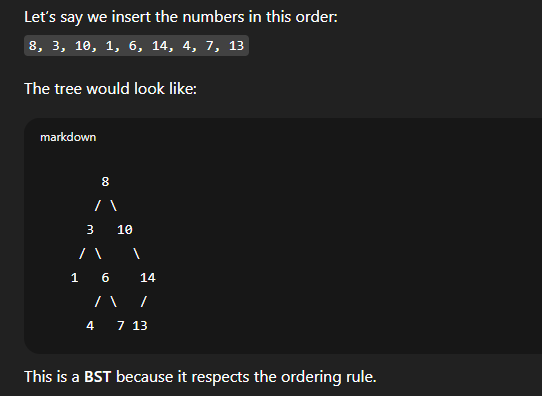 Let's say we insert the numbers in this order:
8, 3, 10, 1, 6, 14, 4, 7, 13
The tree would look like:
markdown
        8
       / \
      3   10
     / \    \
    1   6    14
       / \   /
      4   7 13
This is a BST because it respects the ordering rule.